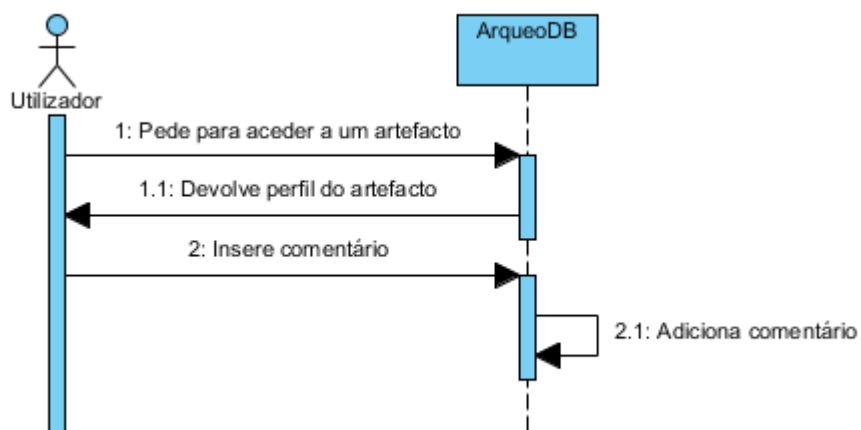 ArqueoDB
Utilizador
1: Pede para aceder a um artefacto
1.1: Devolve perfil do artefacto
2: Insere comentário
2.1: Adiciona comentário